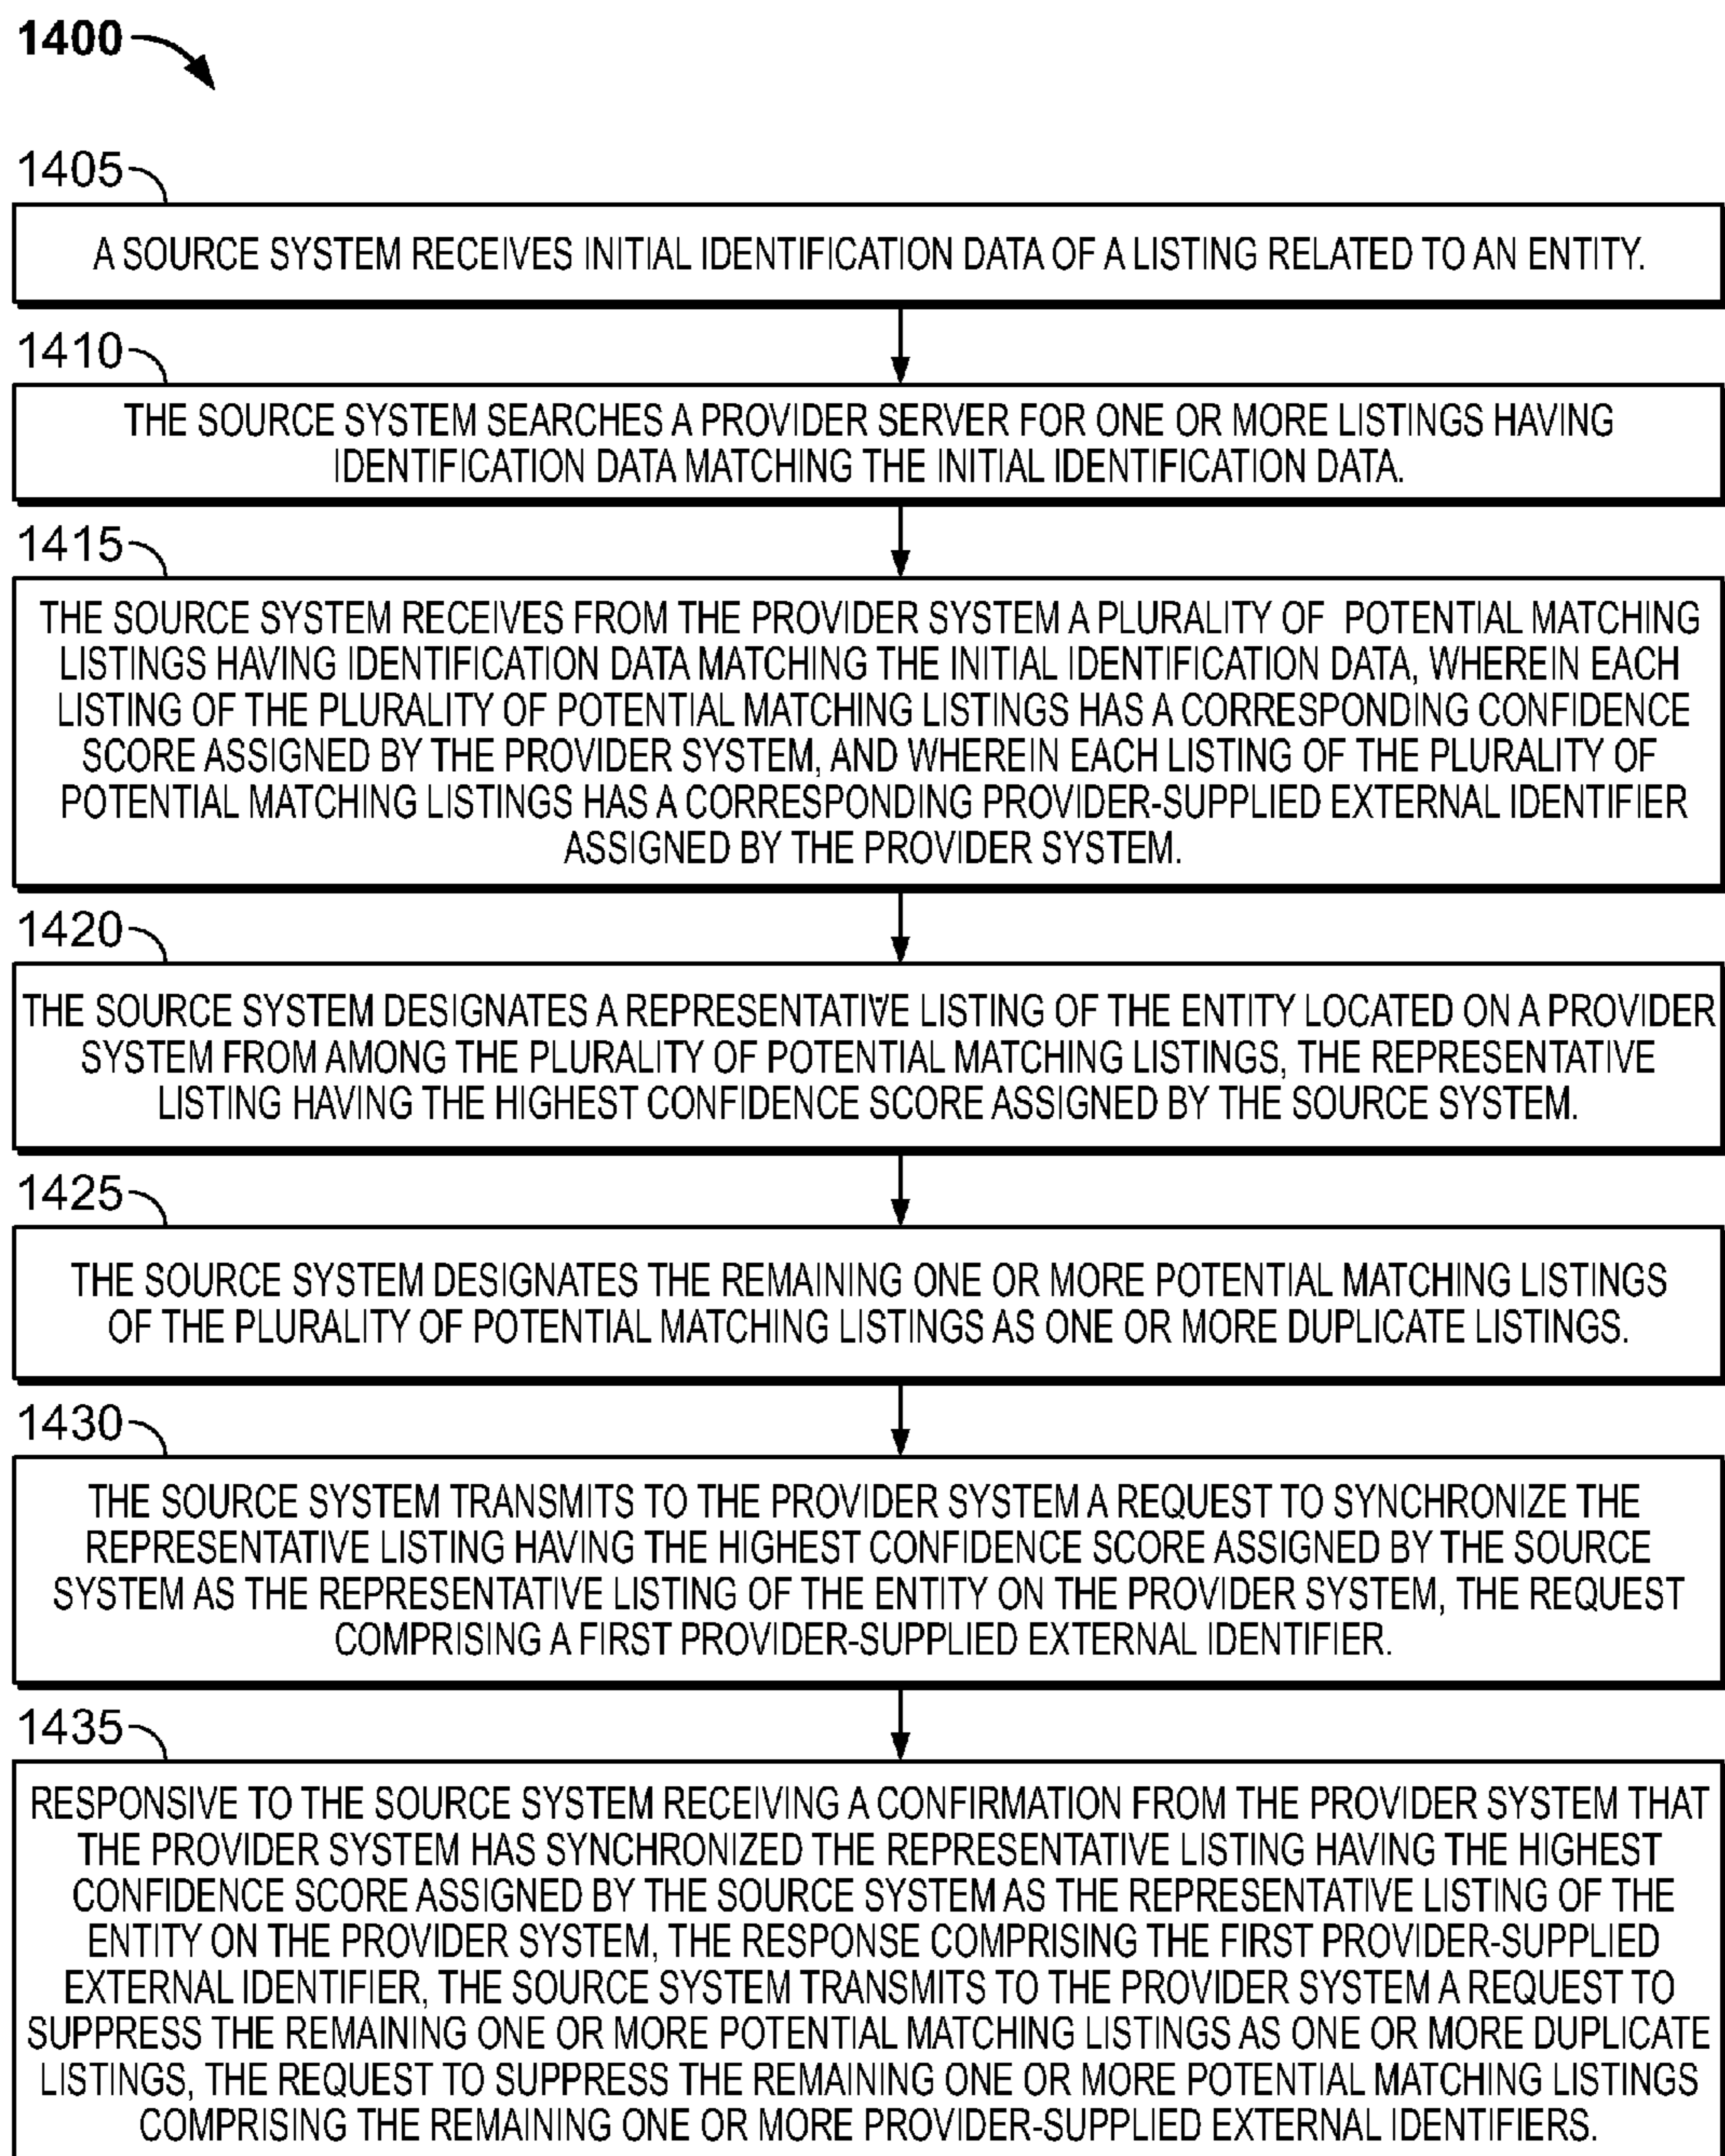 1400
1405
A SOURCE SYSTEM RECEIVES INITIAL IDENTIFICATION DATA OF A LISTING RELATED TO AN ENTITY.
1410
THE SOURCE SYSTEM SEARCHES A PROVIDER SERVER FOR ONE OR MORE LISTINGS HAVING
IDENTIFICATION DATA MATCHING THE INITIAL IDENTIFICATION DATA.
1415
THE SOURCE SYSTEM RECEIVES FROM THE PROVIDER SYSTEM A PLURALITY OF POTENTIAL MATCHING
LISTINGS HAVING IDENTIFICATION DATA MATCHING THE INITIAL IDENTIFICATION DATA, WHEREIN EACH
LISTING OF THE PLURALITY OF POTENTIAL MATCHING LISTINGS HAS A CORRESPONDING CONFIDENCE
SCORE ASSIGNED BY THE PROVIDER SYSTEM, AND WHEREIN EACH LISTING OF THE PLURALITY OF
POTENTIAL MATCHING LISTINGS HAS A CORRESPONDING PROVIDER-SUPPLIED EXTERNAL IDENTIFIER
ASSIGNED BY THE PROVIDER SYSTEM.
1420
THE SOURCE SYSTEM DESIGNATES A REPRESENTATIVE LISTING OF THE ENTITY LOCATED ON A PROVIDER
SYSTEM FROM AMONG THE PLURALITY OF POTENTIAL MATCHING LISTINGS, THE REPRESENTATIVE
LISTING HAVING THE HIGHEST CONFIDENCE SCORE ASSIGNED BY THE SOURCE SYSTEM.
1425
THE SOURCE SYSTEM DESIGNATES THE REMAINING ONE OR MORE POTENTIAL MATCHING LISTINGS
OF THE PLURALITY OF POTENTIAL MATCHING LISTINGS AS ONE OR MORE DUPLICATE LISTINGS.
1430
THE SOURCE SYSTEM TRANSMITS TO THE PROVIDER SYSTEM A REQUEST TO SYNCHRONIZE THE
REPRESENTATIVE LISTING HAVING THE HIGHEST CONFIDENCE SCORE ASSIGNED BY THE SOURCE
SYSTEM AS THE REPRESENTATIVE LISTING OF THE ENTITY ON THE PROVIDER SYSTEM, THE REQUEST
COMPRISING A FIRST PROVIDER-SUPPLIED EXTERNAL IDENTIFIER.
1435
RESPONSIVE TO THE SOURCE SYSTEM RECEIVING A CONFIRMATION FROM THE PROVIDER SYSTEM THAT
THE PROVIDER SYSTEM HAS SYNCHRONIZED THE REPRESENTATIVE LISTING HAVING THE HIGHEST
CONFIDENCE SCORE ASSIGNED BY THE SOURCE SYSTEM AS THE REPRESENTATIVE LISTING OF THE
ENTITY ON THE PROVIDER SYSTEM, THE RESPONSE COMPRISING THE FIRST PROVIDER-SUPPLIED
EXTERNAL IDENTIFIER, THE SOURCE SYSTEM TRANSMITS TO THE PROVIDER SYSTEM A REQUEST TO
SUPPRESS THE REMAINING ONE OR MORE POTENTIAL MATCHING LISTINGS AS ONE OR MORE DUPLICATE
LISTINGS, THE REQUEST TO SUPPRESS THE REMAINING ONE OR MORE POTENTIAL MATCHING LISTINGS
COMPRISING THE REMAINING ONE OR MORE PROVIDER-SUPPLIED EXTERNAL IDENTIFIERS.